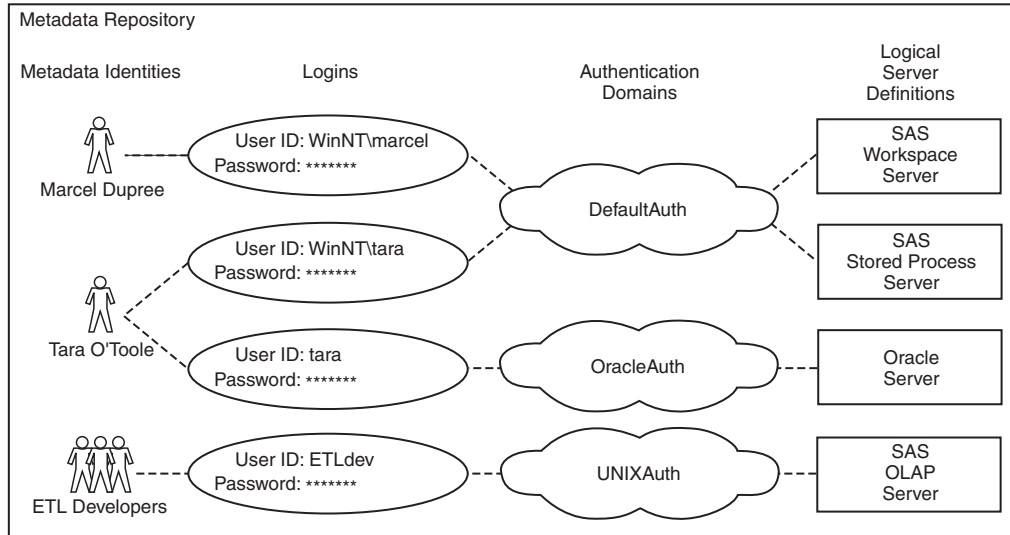 Metadata Repository
Metadata Identities
Logins
Authentication
Domains
Logical
Server
Definitions
Marcel Dupree
User ID: WinNT\marcel
Password: *******
DefaultAuth
SAS
Workspace
Server
SAS
Stored Process
Server
Tara O'Toole
User ID: WinNT\tara
Password: *******
User ID: tara
Password: *******
OracleAuth
Oracle
Server
ETL Developers
User ID: ETLdev
Password: *******
UNIXAuth
SAS
OLAP
Server